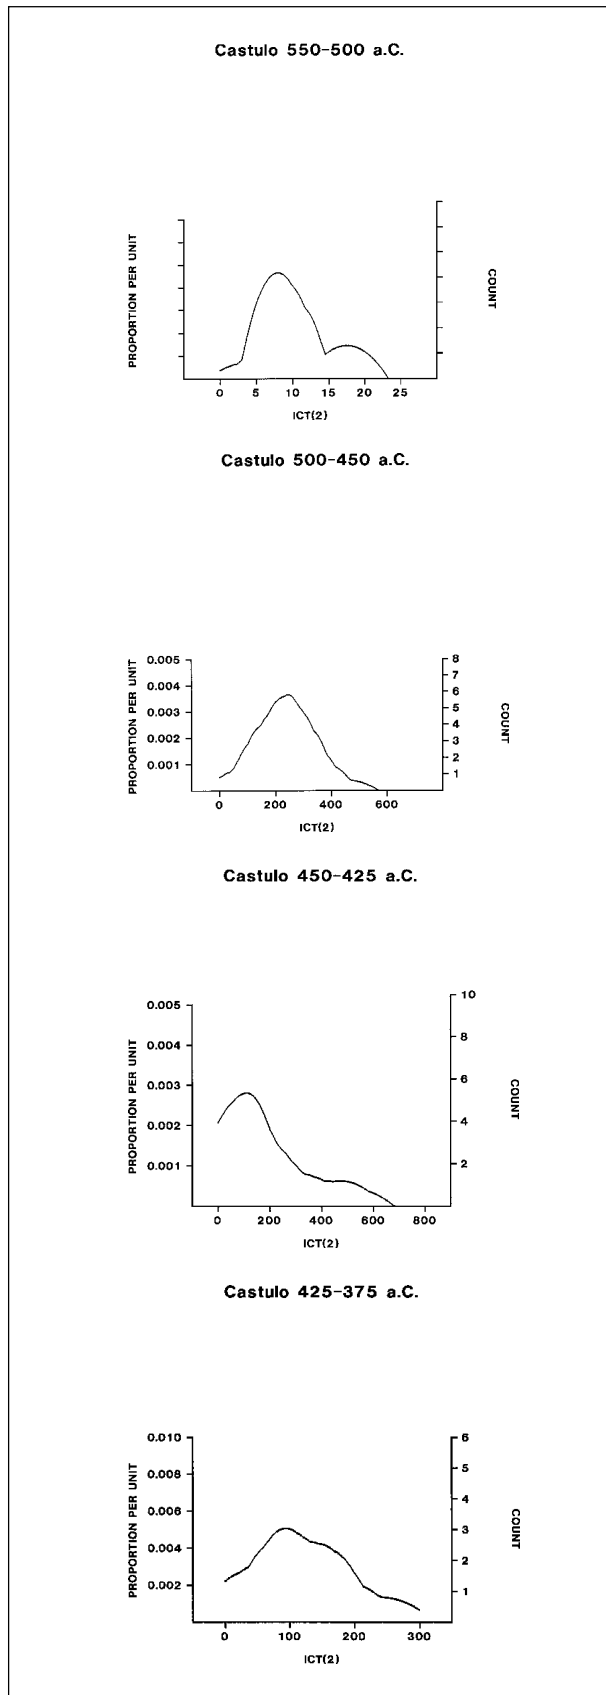 Castulo 550-500 a.C.
PROPORTION PER UNIT
COUNT
0 5 10 15 20 25
ICT(2)
Castulo 500-450 a.C.
PROPORTION PER UNIT
0.005
0.004
0.003
0.002
0.001
8
7
6
5
4
3
2
1
COUNT
0 200 400 600
ICT(2)
Castulo 450-425 a.C.
PROPORTION PER UNIT
0.005
0.004
0.003
0.002
0.001
10
8
6
4
2
COUNT
0 200 400 600 800
ICT(2)
Castulo 425-375 a.C.
PROPORTION PER UNIT
0.010
0.008
0.006
0.004
0.002
6
5
4
3
2
1
COUNT
0 100 200 300
ICT(2)